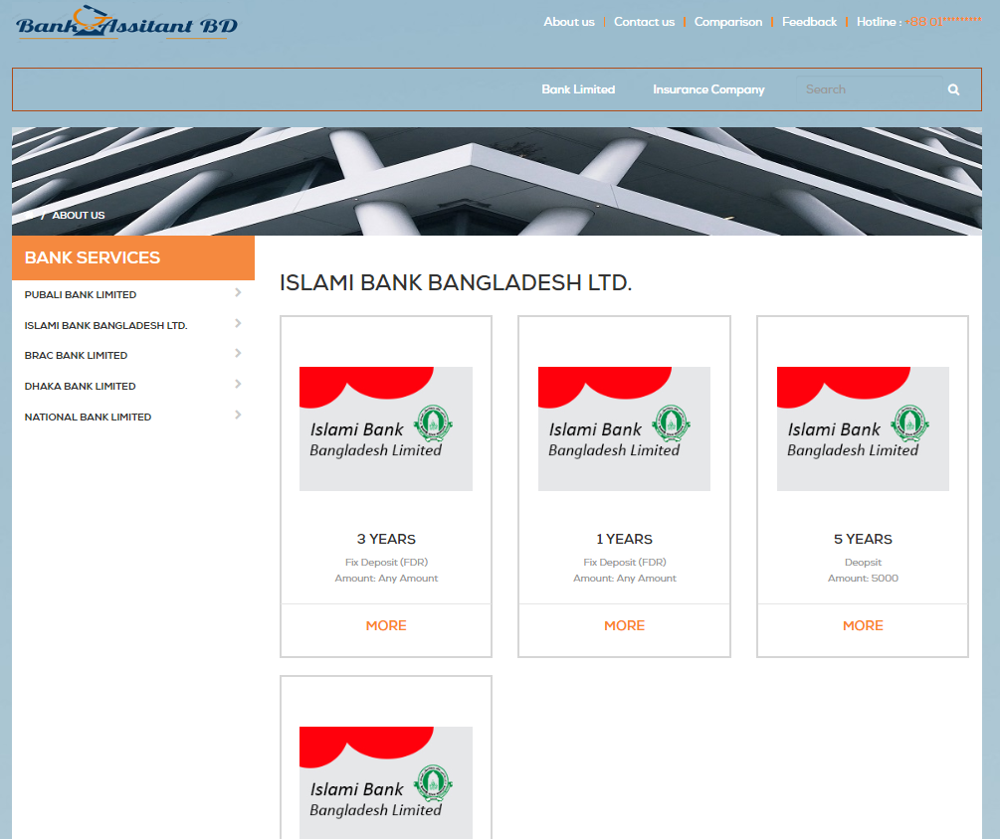 Bank Assitant BD
About us
Contact us
Comparison
Feedback
Hotline : +88 01*********
Bank Limited
Insurance Company
Search
/ ABOUT US
BANK SERVICES
PUBALI BANK LIMITED
ISLAMI BANK BANGLADESH LTD.
BRAC BANK LIMITED
DHAKA BANK LIMITED
NATIONAL BANK LIMITED
ISLAMI BANK BANGLADESH LTD.
Islami Bank
Bangladesh Limited
3 YEARS
Fix Deposit (FDR)
Amount: Any Amount
MORE
Islami Bank
Bangladesh Limited
1 YEARS
Fix Deposit (FDR)
Amount: Any Amount
MORE
Islami Bank
Bangladesh Limited
5 YEARS
Deopsit
Amount: 5000
MORE
Islami Bank
Bangladesh Limited